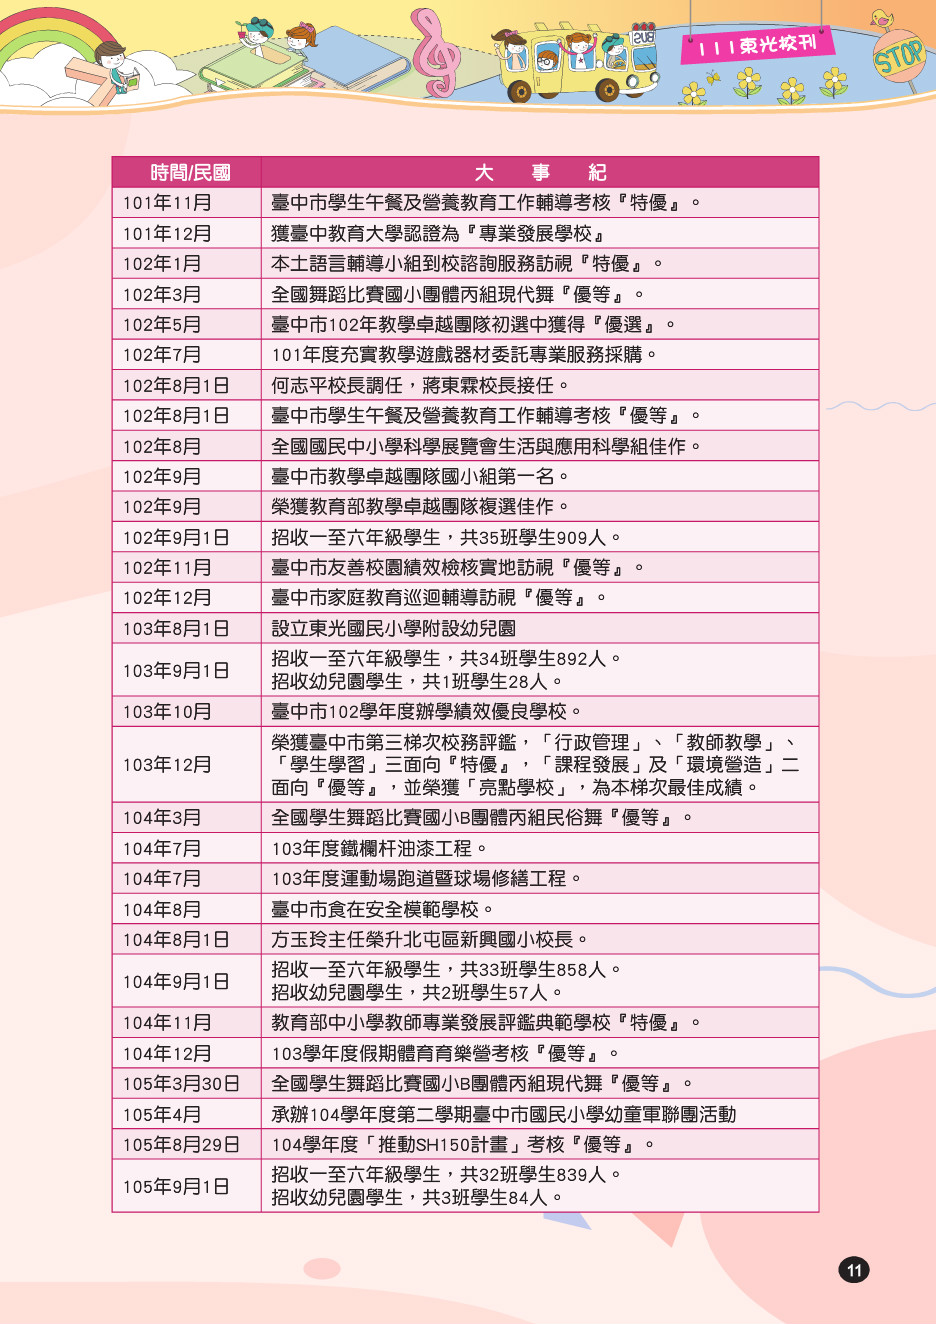 SUB
111東光校刊
STOP
時間/民國 大事紀
101年11月 臺中市學生午餐及營養教育工作輔導考核『特優』。
101年12月 獲臺中教育大學認證為『專業發展學校』
102年1月 本土語言輔導小組到校諮詢服務訪視『特優』。
102年3月 全國舞蹈比賽國小團體丙組現代舞『優等』。
102年5月 臺中市102年教學卓越團隊初選中獲得『優選』。
102年7月 101年度充實教學遊戲器材委託專業服務採購。
102年8月1日 何志平校長調任，蔣東霖校長接任。
102年8月1日 臺中市學生午餐及營養教育工作輔導考核『優等』。
102年8月 全國國民中小學科學展覽會生活與應用科學組佳作。
102年9月 臺中市教學卓越團隊國小組第一名。
102年9月 榮獲教育部教學卓越團隊複選佳作。
102年9月1日 招收一至六年級學生，共35班學生909人。
102年11月 臺中市友善校園績效檢核實地訪視『優等』。
102年12月 臺中市家庭教育巡迴輔導訪視『優等』。
103年8月1日 設立東光國民小學附設幼兒園
103年9月1日 招收一至六年級學生，共34班學生892人。
招收幼兒園學生，共1班學生28人。
103年10月 臺中市102學年度辦學績效優良學校。
103年12月 榮獲臺中市第三梯次校務評鑑，「行政管理」、「教師教學」、
「學生學習」三面向『特優』，「課程發展」及「環境營造」二
面向『優等』，並榮獲「亮點學校」，為本梯次最佳成績。
104年3月 全國學生舞蹈比賽國小B團體丙組民俗舞『優等』。
104年7月 103年度鐵欄杆油漆工程。
104年7月 103年度運動場跑道暨球場修繕工程。
104年8月 臺中市食在安全模範學校。
104年8月1日 方玉玲主任榮升北屯區新興國小校長。
104年9月1日 招收一至六年級學生，共33班學生858人。
招收幼兒園學生，共2班學生57人。
104年11月 教育部中小學教師專業發展評鑑典範學校『特優』。
104年12月 103學年度假期體育育樂營考核『優等』。
105年3月30日 全國學生舞蹈比賽國小B團體丙組現代舞『優等』。
105年4月 承辦104學年度第二學期臺中市國民小學幼童軍聯團活動
105年8月29日 104學年度「推動SH150計畫」考核『優等』。
105年9月1日 招收一至六年級學生，共32班學生839人。
招收幼兒園學生，共3班學生84人。
11